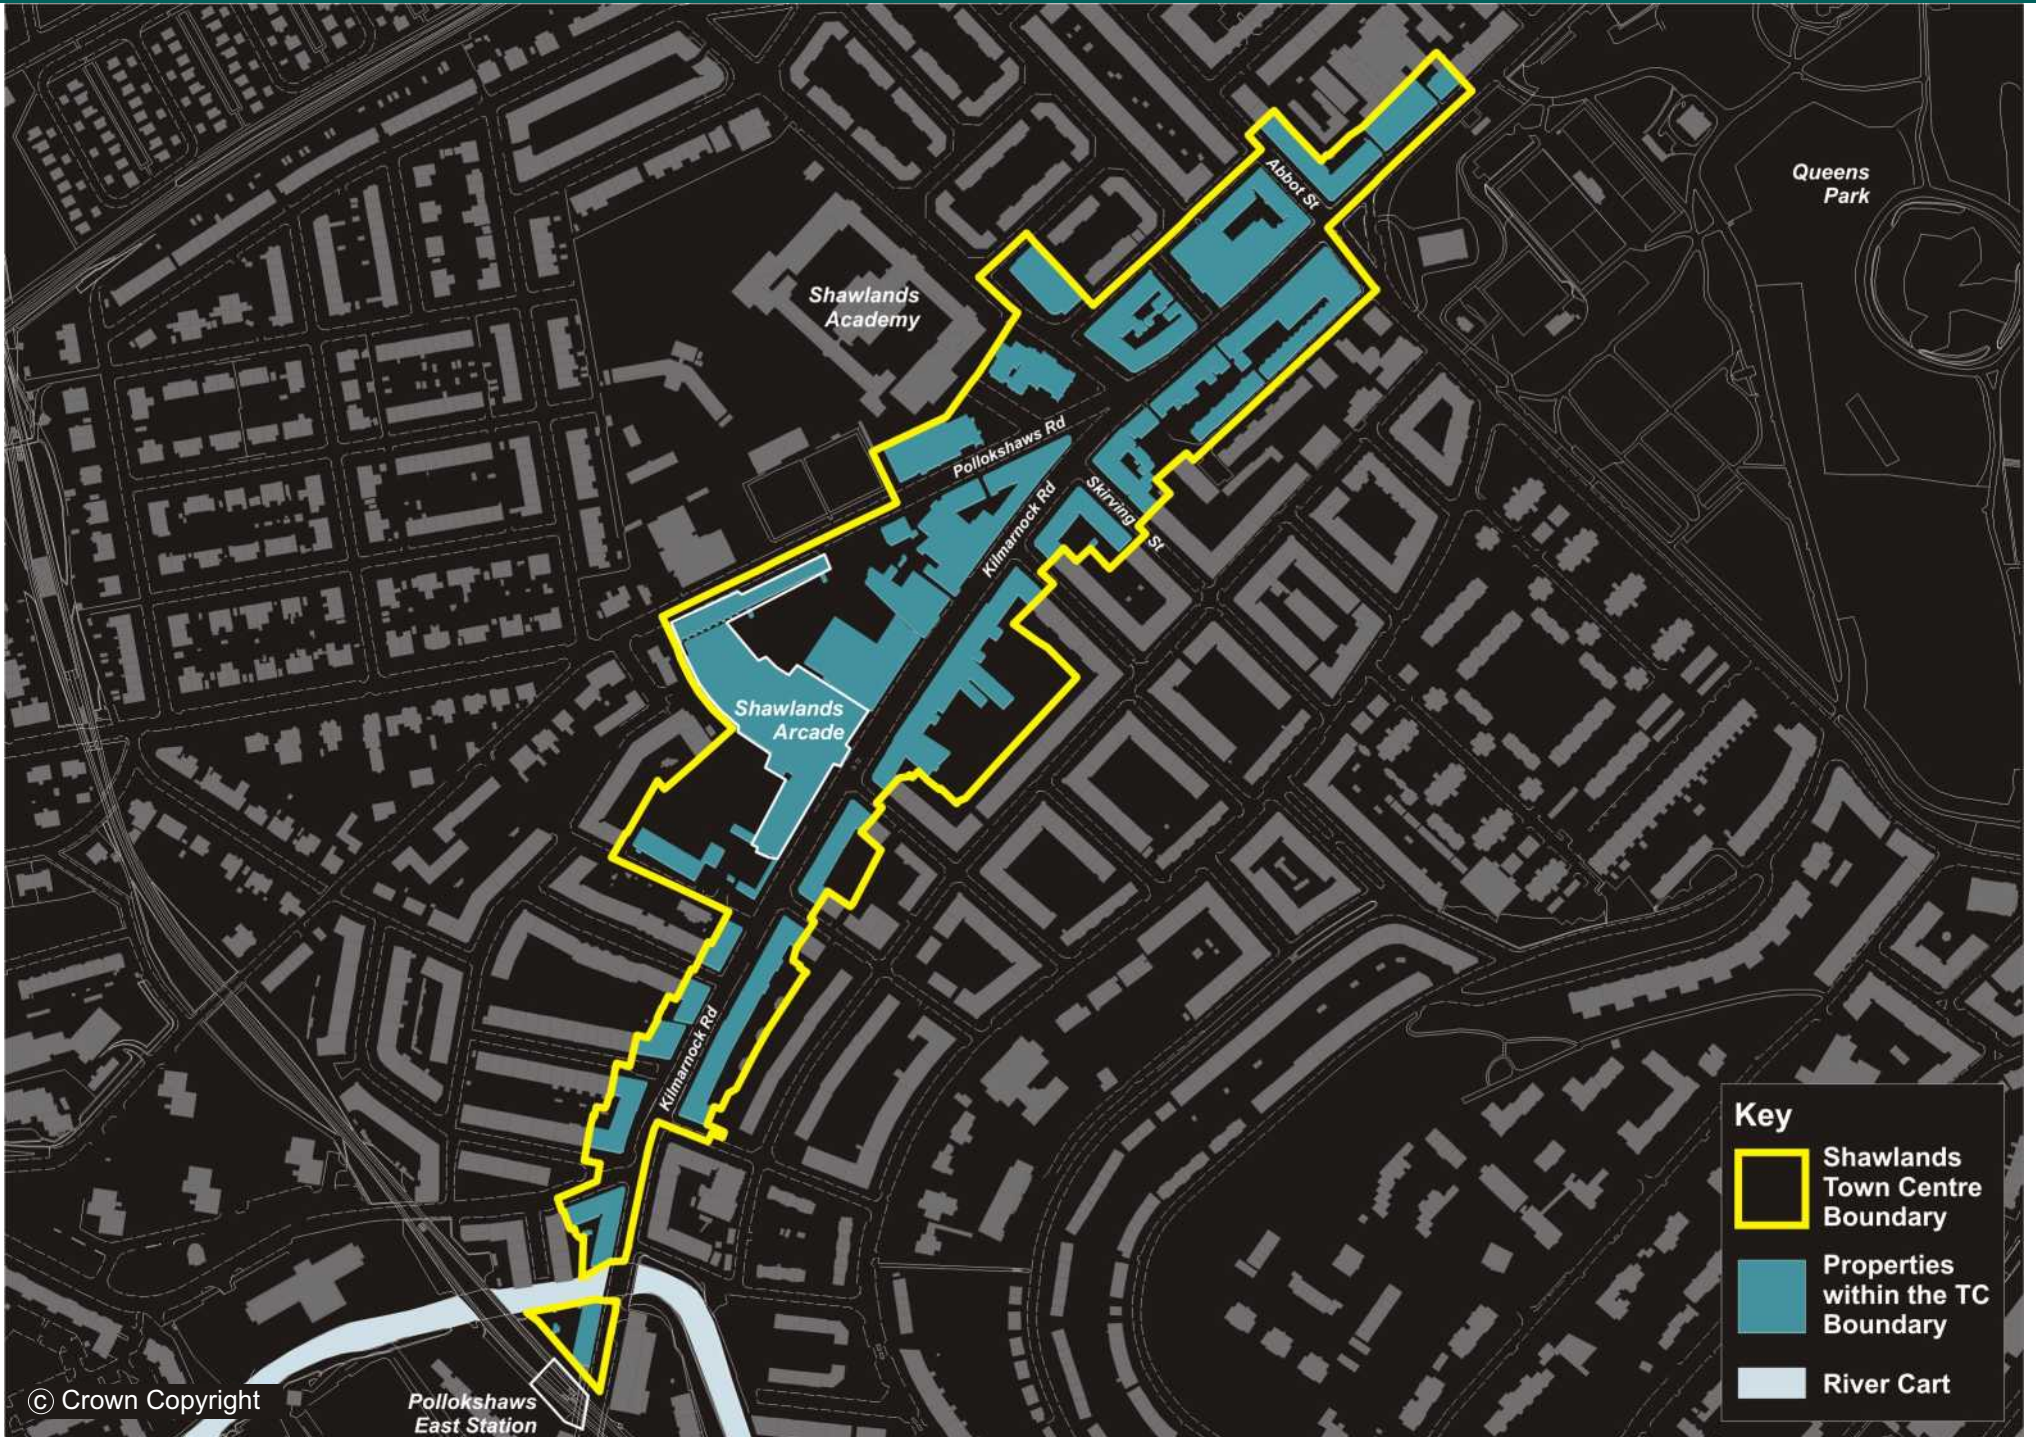 Queens
Park
Abbot St
Shawlands
Academy
Pollokshaws Rd
Kilmarnock Rd
Skirving
St
Shawlands
Arcade
Kilmarnock Rd
Key
Shawlands
Town Centre
Boundary
Properties
within the TC
Boundary
River Cart
© Crown Copyright
Pollokshaws
East Station